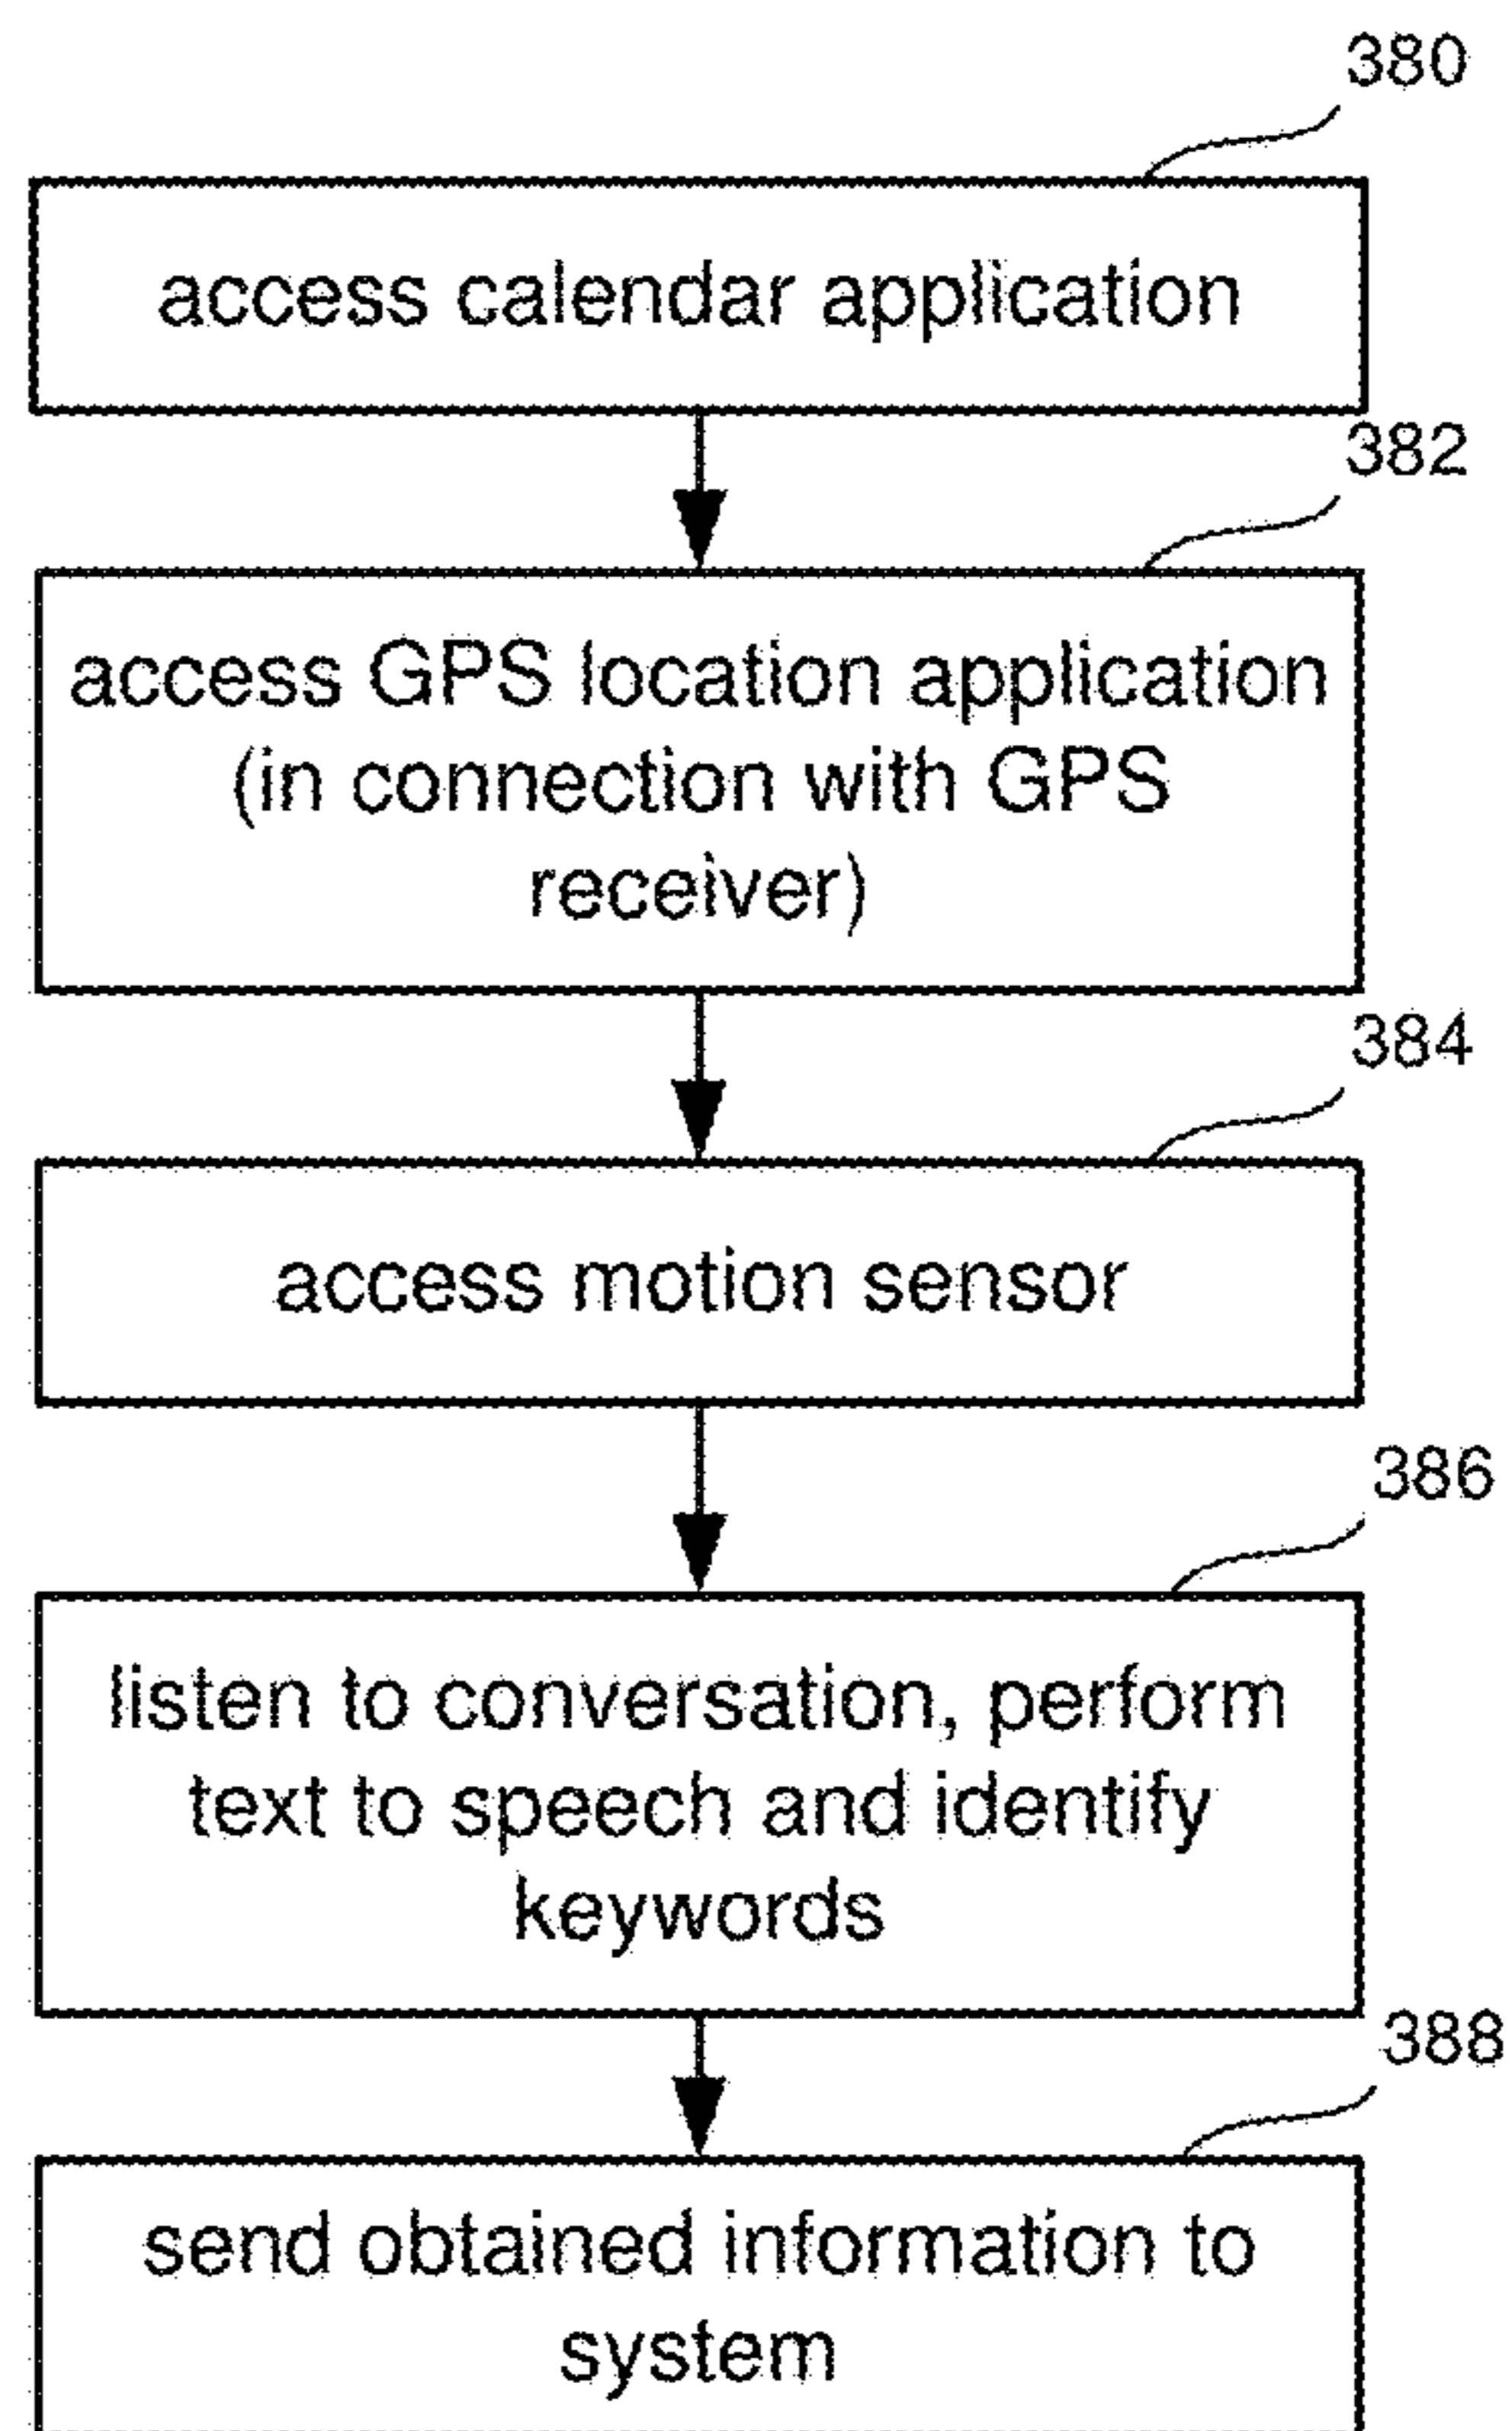 380
access calendar application
382
access GPS location application
(in connection with GPS
receiver)
384
access motion sensor
386
listen to conversation, perform
text to speech and identify
keywords
388
send obtained information to
system